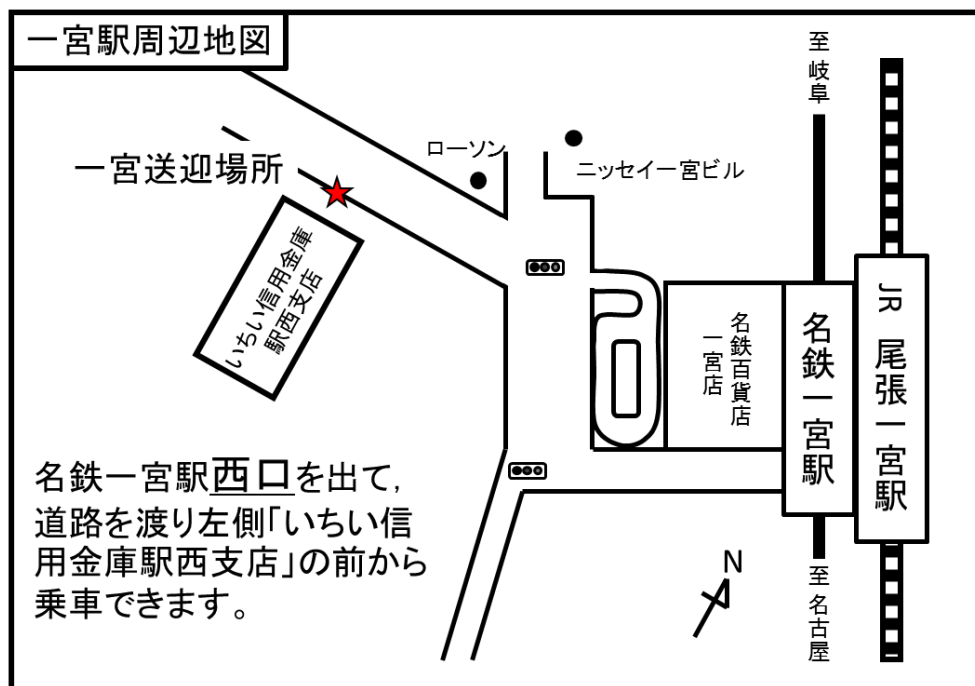 一宮駅周辺地図
至 岐阜
ローソン
ニッセイ一宮ビル
一宮送迎場所
いちい信用金庫
駅西支店
名鉄百貨店
一宮店
名鉄一宮駅
JR 尾張一宮駅
名鉄一宮駅西口を出て,
道路を渡り左側「いちい信
用金庫駅西支店」の前から
乗車できます。
N
至 名古屋